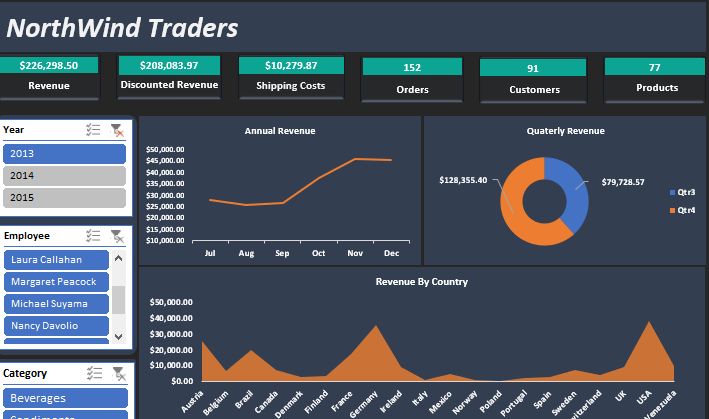 NorthWind Traders
$226,298.50 $208,083.97 $10,279.87 152 91 77
Revenue Discounted Revenue Shipping Costs Orders Customers Products
Year
2013
2014
2015
Employee
Laura Callahan
Margaret Peacock
Michael Suyama
Nancy Davolio
Category
Beverages
Annual Revenue
$50,000.00
$45,000.00
$40,000.00
$35,000.00
$30,000.00
$25,000.00
$20,000.00
$15,000.00
$10,000.00
Jul Aug Sep Oct Nov Dec
Quaterly Revenue
$128,355.40
$79,728.57
Qtr3
Qtr4
Revenue By Country
$50,000.00
$40,000.00
$30,000.00
$20,000.00
$10,000.00
$0.00
Austria Belgium Brazil Canada Denmark Finland France Germany Ireland Italy Mexico Norway Poland Portugal Spain Sweden UK USA